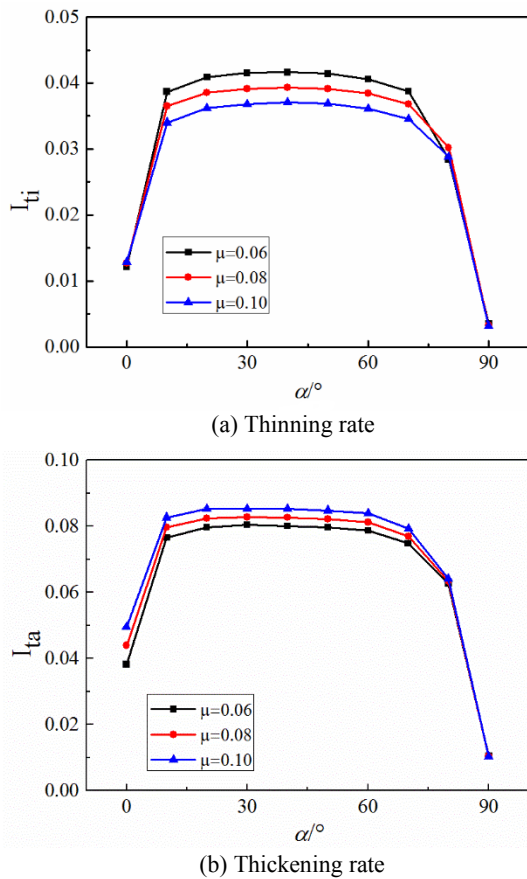 0.05
0.04
0.03
0.02
0.01
0.00
I_ti
μ=0.06
μ=0.08
μ=0.10
0 30 60 90
α/°
(a) Thinning rate
0.10
0.08
0.06
0.04
0.02
0.00
I_ta
μ=0.06
μ=0.08
μ=0.10
0 30 60 90
α/°
(b) Thickening rate